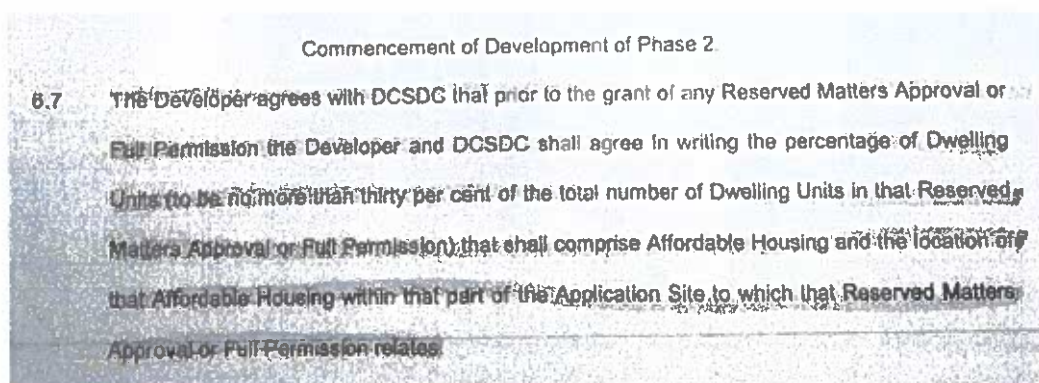 Commencement of Development of Phase 2.
6.7 The Developer agrees with DCSDC that prior to the grant of any Reserved Matters Approval or
Full Permission the Developer and DCSDC shall agree in writing the percentage of Dwelling
Units (to be no more than thirty per cent of the total number of Dwelling Units in that Reserved
Matters Approval or Full Permission) that shall comprise Affordable Housing and the location of
that Affordable Housing within that part of the Application Site to which that Reserved Matters
Approval or Full Permission relates.